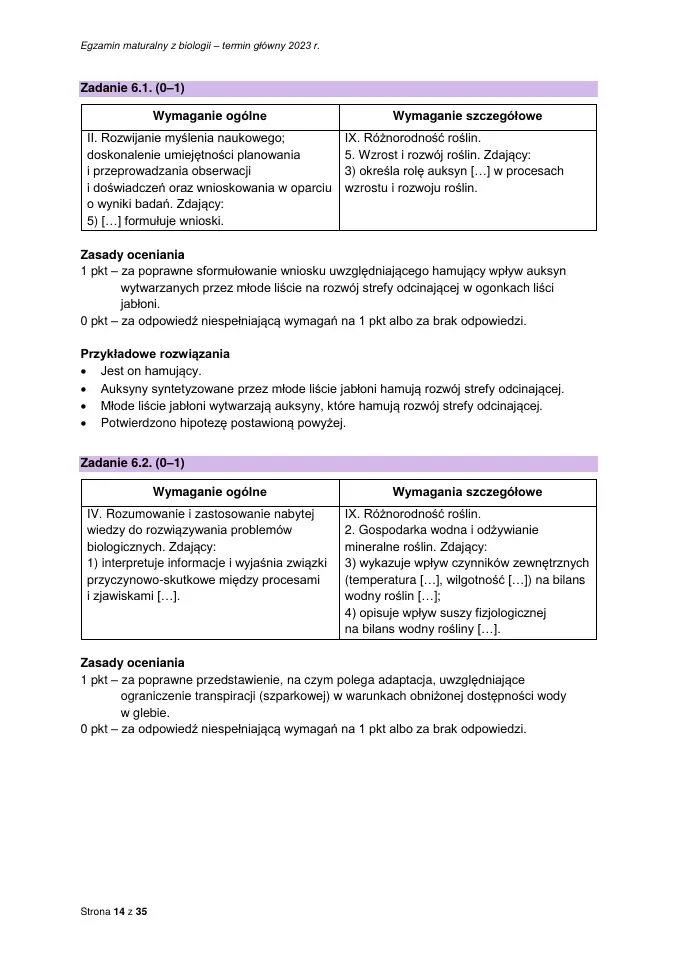 Egzamin maturalny z biologii – termin główny 2023 r.
Zadanie 6.1. (0–1)
Wymaganie ogólne
Wymaganie szczegółowe
II. Rozwijanie myślenia naukowego;
doskonalenie umiejętności planowania
i przeprowadzania obserwacji
i doświadczeń oraz wnioskowania w oparciu
o wyniki badań. Zdający:
5) […] formułuje wnioski.
IX. Różnorodność roślin.
5. Wzrost i rozwój roślin. Zdający:
3) określa rolę auksyn […] w procesach
wzrostu i rozwoju roślin.
Zasady oceniania
1 pkt – za poprawne sformułowanie wniosku uwzględniającego hamujący wpływ auksyn
wytwarzanych przez młode liście na rozwój strefy odcinającej w ogonkach liści
jabłoni.
0 pkt – za odpowiedź niespełniającą wymagań na 1 pkt albo za brak odpowiedzi.
Przykładowe rozwiązania
• Jest on hamujący.
• Auksyny syntetyzowane przez młode liście jabłoni hamują rozwój strefy odcinającej.
• Młode liście jabłoni wytwarzają auksyny, które hamują rozwój strefy odcinającej.
• Potwierdzono hipotezę postawioną powyżej.
Zadanie 6.2. (0–1)
Wymaganie ogólne
Wymagania szczegółowe
IV. Rozumowanie i zastosowanie nabytej
wiedzy do rozwiązywania problemów
biologicznych. Zdający:
1) interpretuje informacje i wyjaśnia związki
przyczynowo-skutkowe między procesami
i zjawiskami […].
IX. Różnorodność roślin.
2. Gospodarka wodna i odżywianie
mineralne roślin. Zdający:
3) wykazuje wpływ czynników zewnętrznych
(temperatura […], wilgotność […]) na bilans
wodny roślin […];
4) opisuje wpływ suszy fizjologicznej
na bilans wodny rośliny […].
Zasady oceniania
1 pkt – za poprawne przedstawienie, na czym polega adaptacja, uwzględniające
ograniczenie transpiracji (szparkowej) w warunkach obniżonej dostępności wody
w glebie.
0 pkt – za odpowiedź niespełniającą wymagań na 1 pkt albo za brak odpowiedzi.
Strona 14 z 35